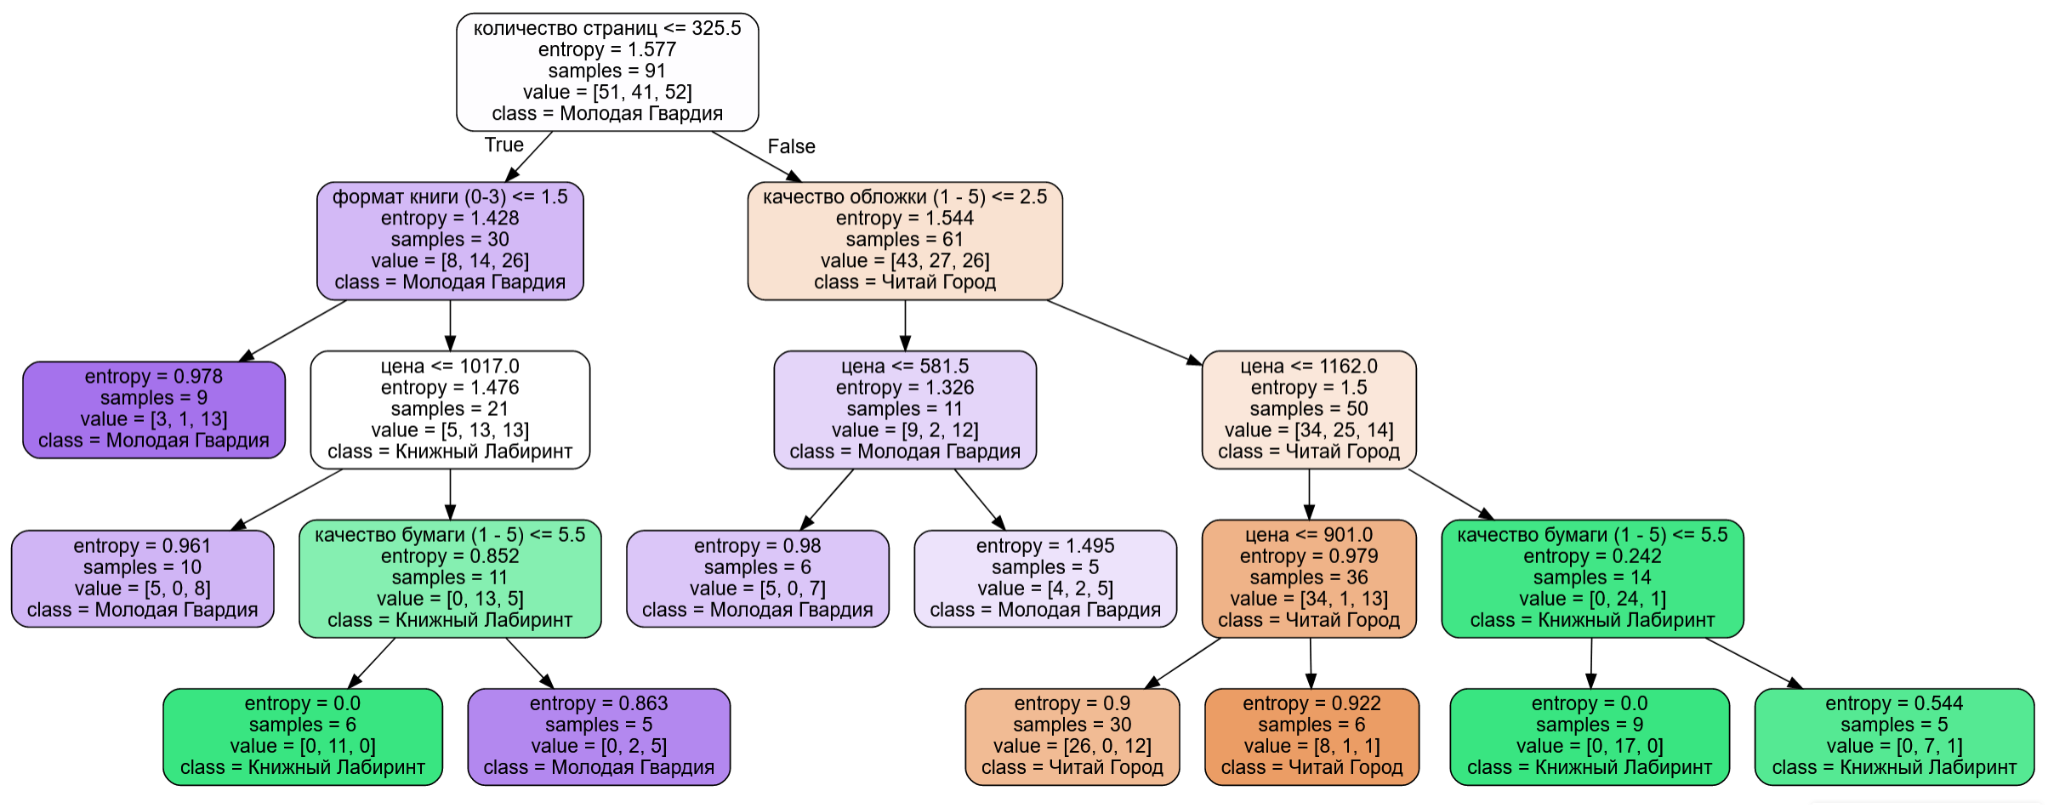 количество страниц <= 325.5
entropy = 1.577
samples = 91
value = [51, 41, 52]
class = Молодая Гвардия
True
False
формат книги (0-3) <= 1.5
entropy = 1.428
samples = 30
value = [8, 14, 26]
class = Молодая Гвардия
качество обложки (1 - 5) <= 2.5
entropy = 1.544
samples = 61
value = [43, 27, 26]
class = Читай Город
entropy = 0.978
samples = 9
value = [3, 1, 13]
class = Молодая Гвардия
цена <= 1017.0
entropy = 1.476
samples = 21
value = [5, 13, 13]
class = Книжный Лабиринт
цена <= 581.5
entropy = 1.326
samples = 11
value = [9, 2, 12]
class = Молодая Гвардия
цена <= 1162.0
entropy = 1.5
samples = 50
value = [34, 25, 14]
class = Читай Город
entropy = 0.961
samples = 10
value = [5, 0, 8]
class = Молодая Гвардия
качество бумаги (1 - 5) <= 5.5
entropy = 0.852
samples = 11
value = [0, 13, 5]
class = Книжный Лабиринт
entropy = 0.98
samples = 6
value = [5, 0, 7]
class = Молодая Гвардия
entropy = 1.495
samples = 5
value = [4, 2, 5]
class = Молодая Гвардия
цена <= 901.0
entropy = 0.979
samples = 36
value = [34, 1, 13]
class = Читай Город
качество бумаги (1 - 5) <= 5.5
entropy = 0.242
samples = 14
value = [0, 24, 1]
class = Книжный Лабиринт
entropy = 0.0
samples = 6
value = [0, 11, 0]
class = Книжный Лабиринт
entropy = 0.863
samples = 5
value = [0, 2, 5]
class = Молодая Гвардия
entropy = 0.9
samples = 30
value = [26, 0, 12]
class = Читай Город
entropy = 0.922
samples = 6
value = [8, 1, 1]
class = Читай Город
entropy = 0.0
samples = 9
value = [0, 17, 0]
class = Книжный Лабиринт
entropy = 0.544
samples = 5
value = [0, 7, 1]
class = Книжный Лабиринт